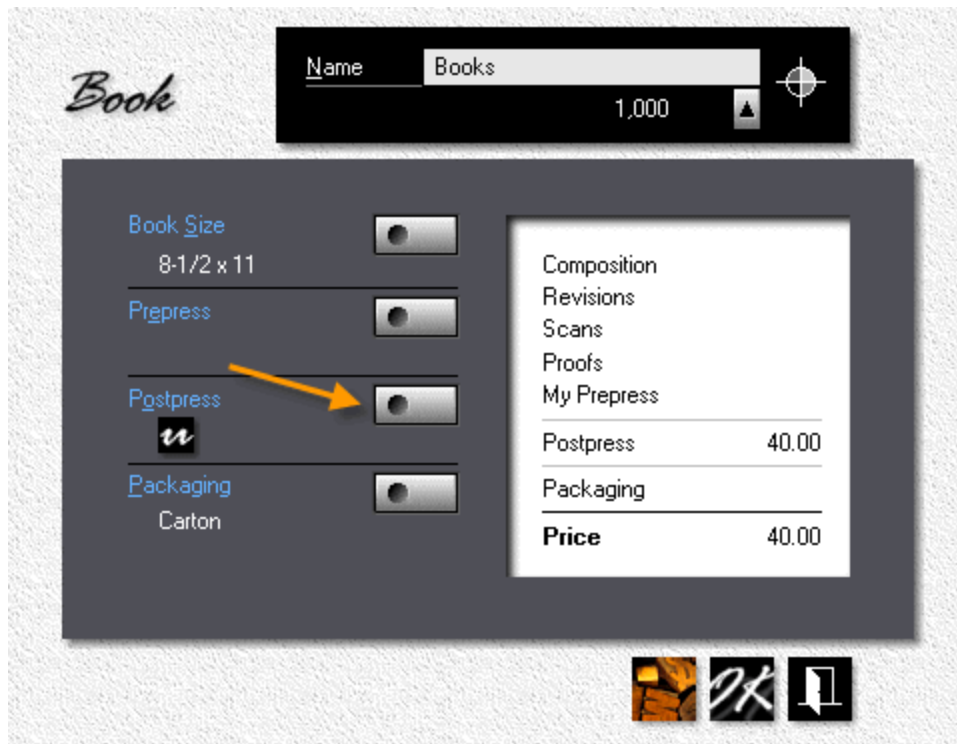 Book
Name Books
1,000
Book Size
8-1/2 x 11
Prepress
Postpress
Packaging
Carton
Composition
Revisions
Scans
Proofs
My Prepress
Postpress 40.00
Packaging
Price 40.00
OK